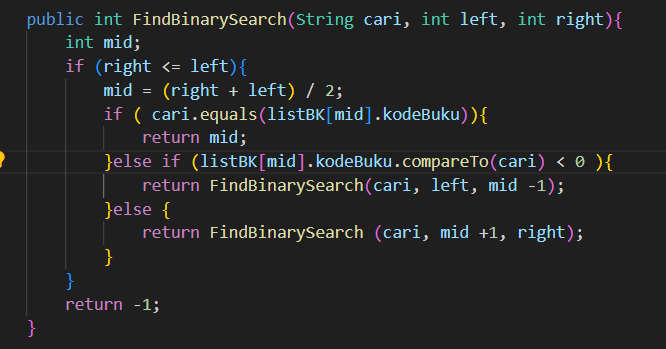 public int FindBinarySearch(String cari, int left, int right){
int mid;
if (right <= left){
mid = (right + left) / 2;
if ( cari.equals(listBK[mid].kodeBuku)){
return mid;
}else if (listBK[mid].kodeBuku.compareTo(cari) < 0 ){
return FindBinarySearch(cari, left, mid -1);
}else {
return FindBinarySearch (cari, mid +1, right);
}
}
return -1;
}